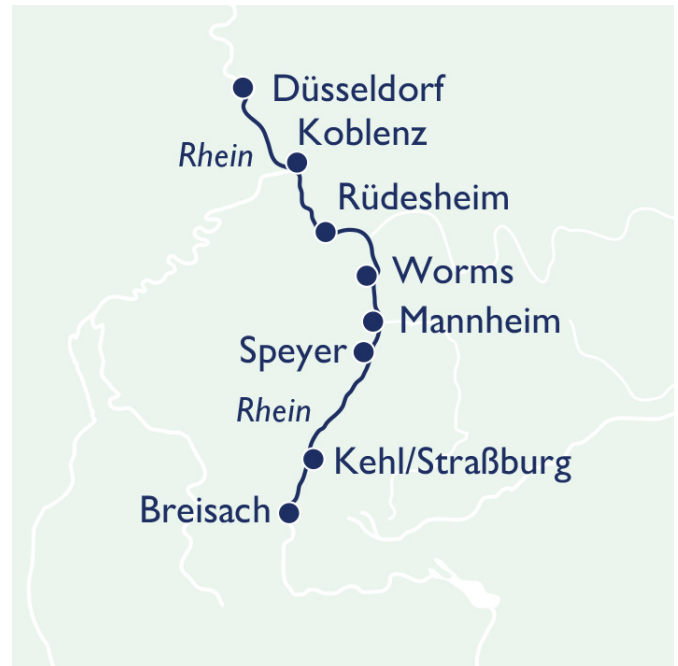 Düsseldorf
Koblenz
Rhein
Rüdesheim
Worms
Mannheim
Speyer
Rhein
Kehl/Straßburg
Breisach